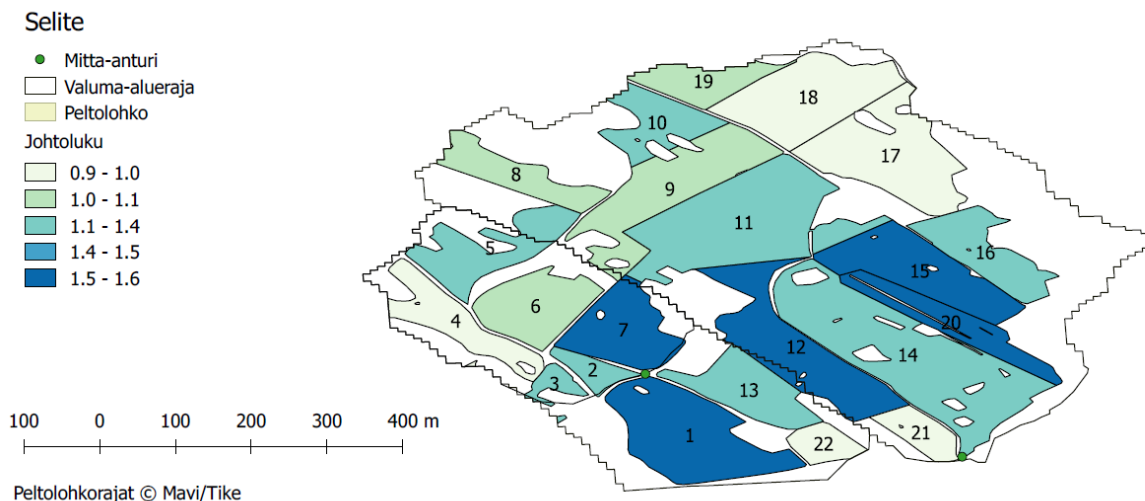 Selite
Mitta-anturi
Valuma-alueraja
Peltolohko
Johtoluku
0.9 - 1.0
1.0 - 1.1
1.1 - 1.4
1.4 - 1.5
1.5 - 1.6
19
18
10
17
8
9
11
5
16
15
6
4
20
7
12
14
2
3
13
1
21
22
100 0 100 200 300 400 m
Peltolohkorajat © Mavi/Tike